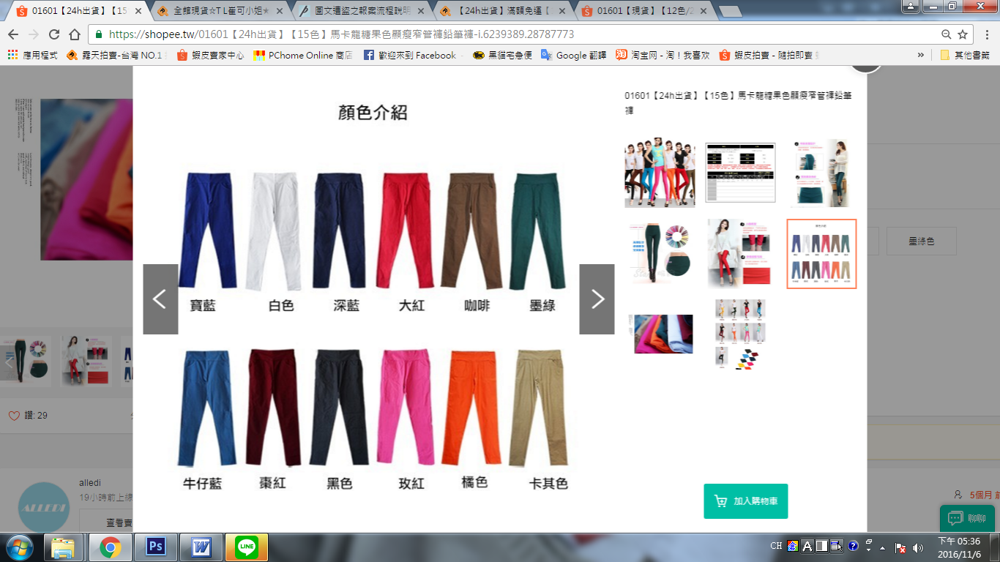 01601【24h出貨】【15
全館現貨☆T L崔可小姐★
圖文遭盜之報案流程說明
【24h出貨】滿額免運【
01601【現貨】【12色/2
https://shopee.tw/01601【24h出貨】【15色】馬卡龍糖果色顯瘦窄管褲鉛筆褲-i.6239389.28787773
應用程式
露天拍賣-台灣 NO.1
蝦皮賣家中心
PChome Online 商店
歡迎來到 Facebook
黑貓宅急便
Google 翻譯
淘宝网 - 淘！我喜欢
蝦皮拍賣 - 隨拍即賣
»
其他書籤
顏色介紹
寶藍 白色 深藍 大紅 咖啡 墨綠
牛仔藍 棗紅 黑色 玫紅 橘色 卡其色
01601【24h出貨】【15色】馬卡龍糖果色顯瘦窄管褲鉛筆
褲
加入購物車
墨綠色
讚: 29
ALLEDI
alledi
19小時前上線
查看賣
5個月 前
聊聊
Ps
W
LINE
CH
A
下午 05:36
2016/11/6